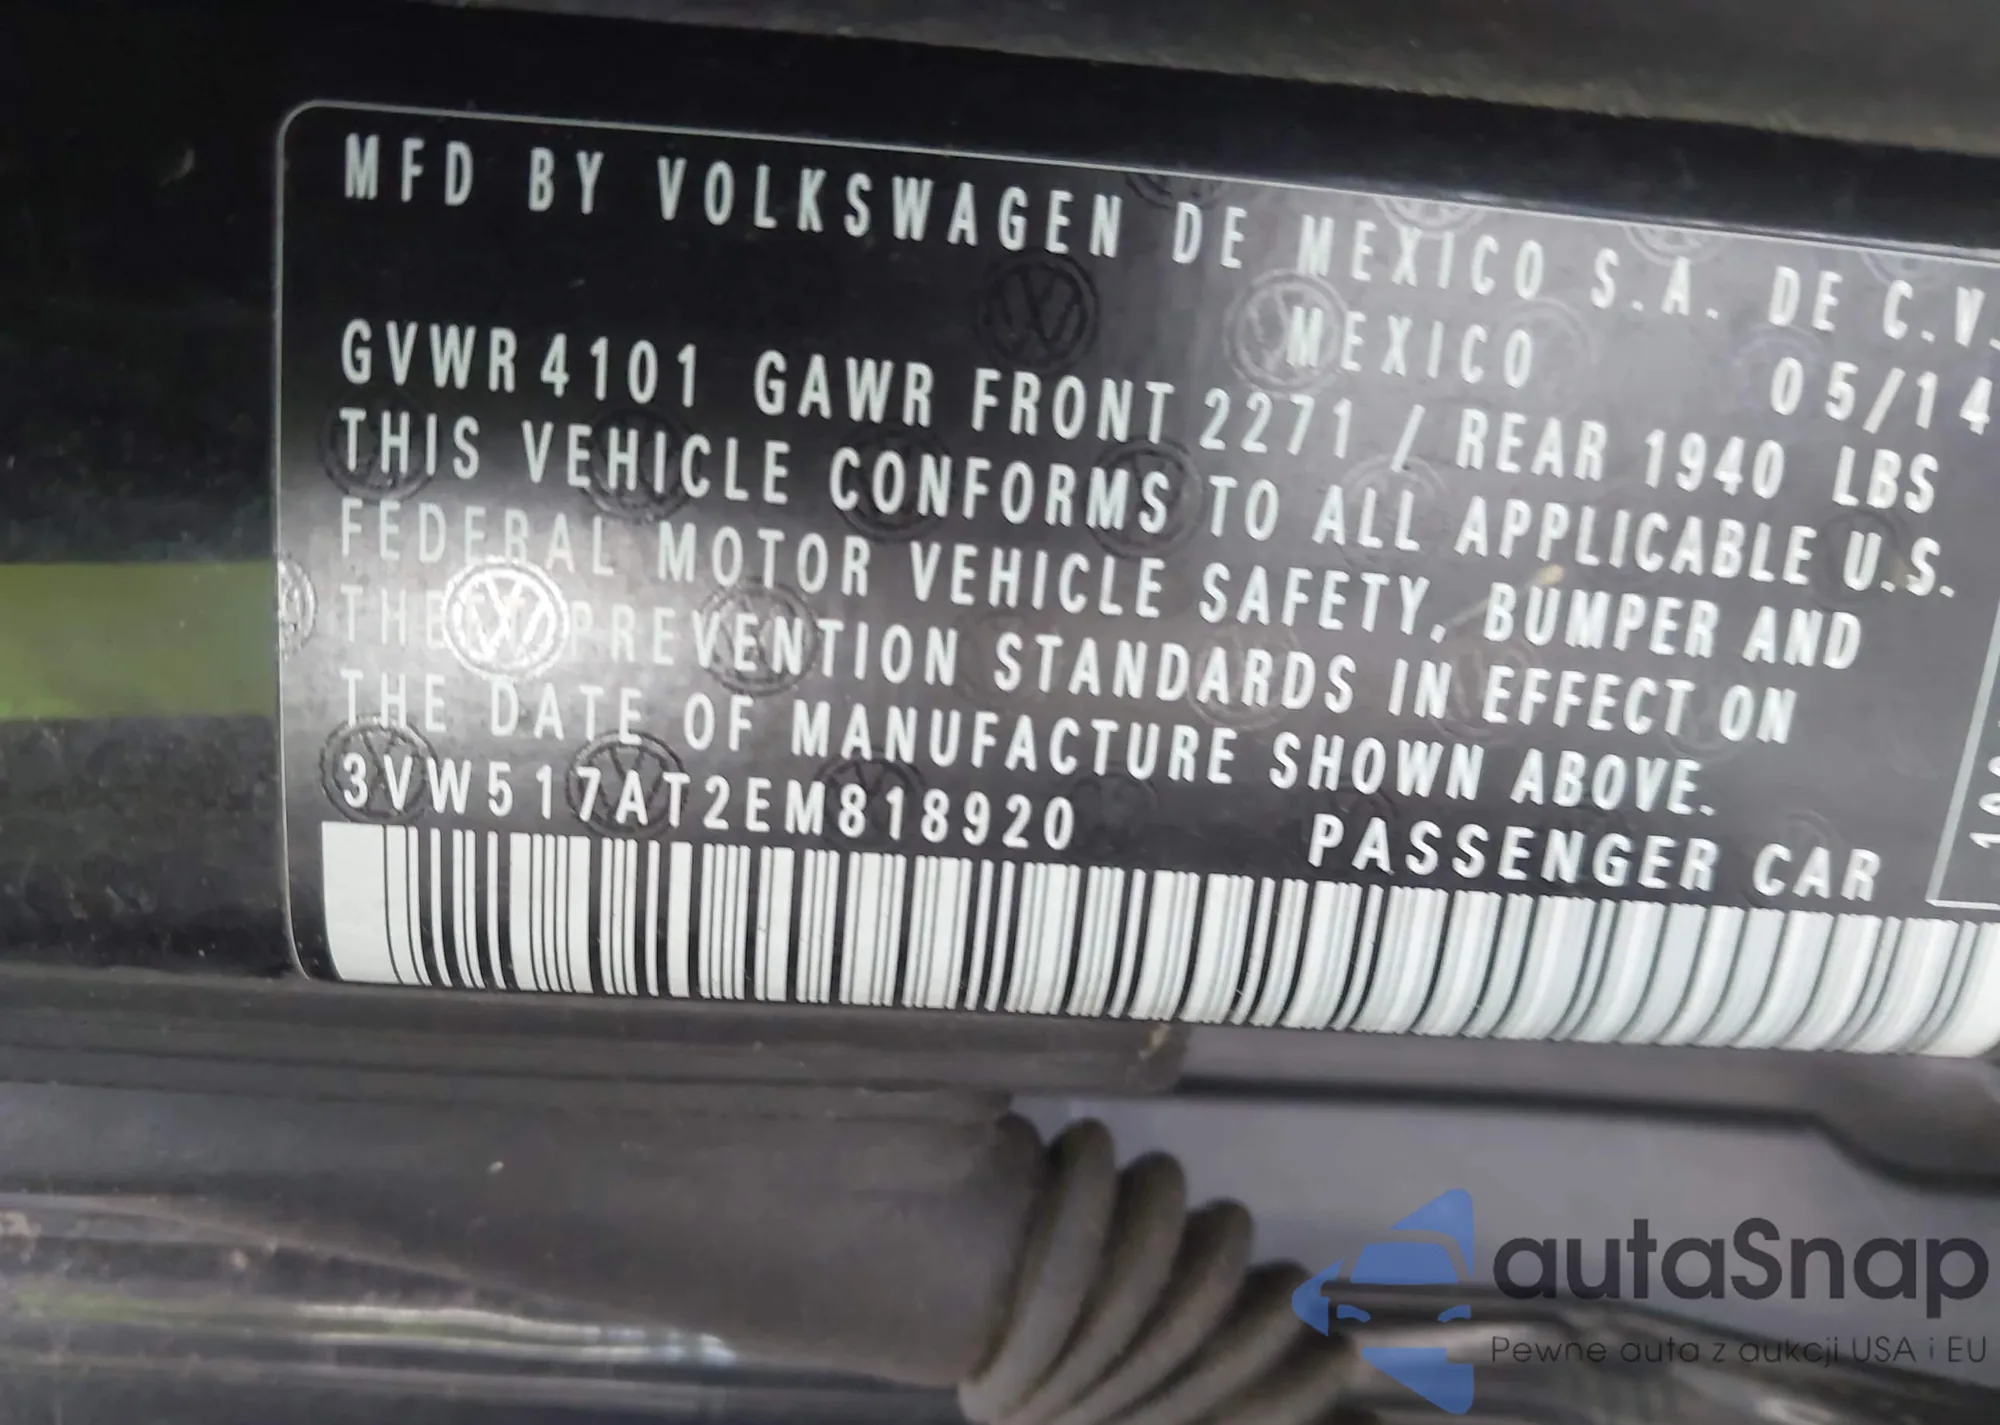 MFD BY VOLKSWAGEN DE MEXICO S.A. DE C.V.
MEXICO 05/14
GVWR 4101 GAWR FRONT 2271 / REAR 1940 LBS
THIS VEHICLE CONFORMS TO ALL APPLICABLE U.S.
FEDERAL MOTOR VEHICLE SAFETY, BUMPER AND
THEFT PREVENTION STANDARDS IN EFFECT ON
THE DATE OF MANUFACTURE SHOWN ABOVE.
3VW517AT2EM818920 PASSENGER CAR
autaSnap
Pewne auta z aukcji USA i EU